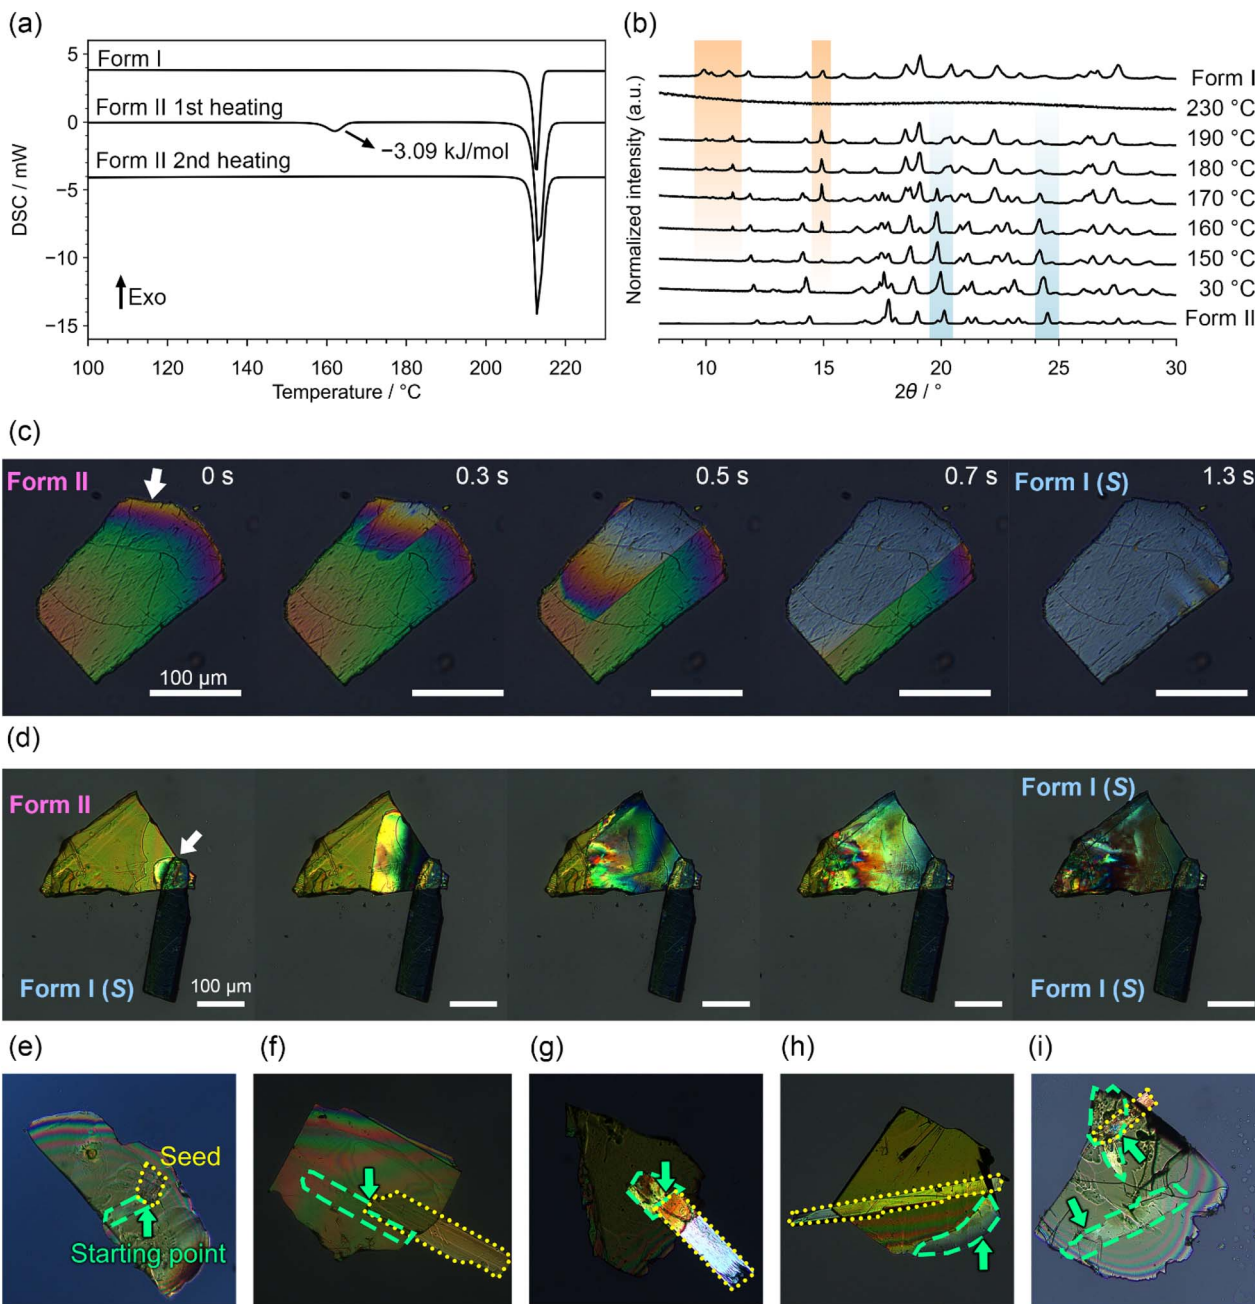 (a)
5
0
−5
−10
−15
DSC / mW
Form I
Form II 1st heating
−3.09 kJ/mol
Form II 2nd heating
Exo
100 120 140 160 180 200 220
Temperature / °C
(b)
Normalized intensity (a.u.)
Form I
230 °C
190 °C
180 °C
170 °C
160 °C
150 °C
30 °C
Form II
10 15 20 25 30
2θ / °
(c)
Form II 0 s
100 µm
0.3 s
0.5 s
0.7 s
Form I (S) 1.3 s
(d)
Form II
Form I (S)
100 µm
Form I (S)
Form I (S)
(e)
Seed
Starting point
(f)
(g)
(h)
(i)